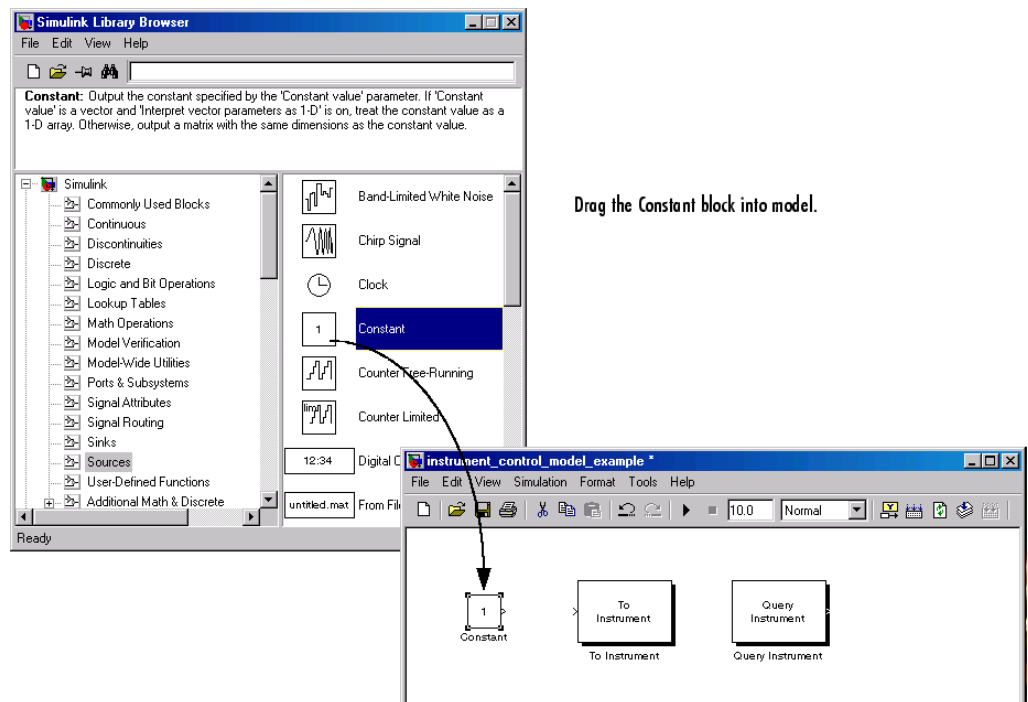 Simulink Library Browser
File Edit View Help
Constant: Output the constant specified by the 'Constant value' parameter. If 'Constant
value' is a vector and 'Interpret vector parameters as 1-D' is on, treat the constant value as a
1-D array. Otherwise, output a matrix with the same dimensions as the constant value.
Simulink
Commonly Used Blocks
Continuous
Discontinuities
Discrete
Logic and Bit Operations
Lookup Tables
Math Operations
Model Verification
Model-Wide Utilities
Ports & Subsystems
Signal Attributes
Signal Routing
Sinks
Sources
User-Defined Functions
Additional Math & Discrete
Band-Limited White Noise
Chirp Signal
Clock
1 Constant
Counter Free-Running
lim Counter Limited
12:34 Digital C
untitled.mat From File
Ready
Drag the Constant block into model.
instrument_control_model_example *
File Edit View Simulation Format Tools Help
10.0 Normal
1
Constant
To
Instrument
To Instrument
Query
Instrument
Query Instrument